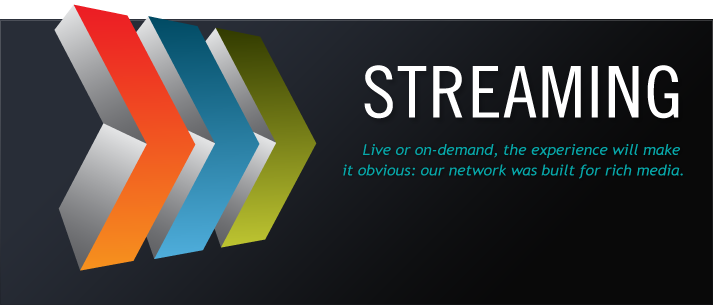 STREAMING
Live or on-demand, the experience will make
it obvious: our network was built for rich media.